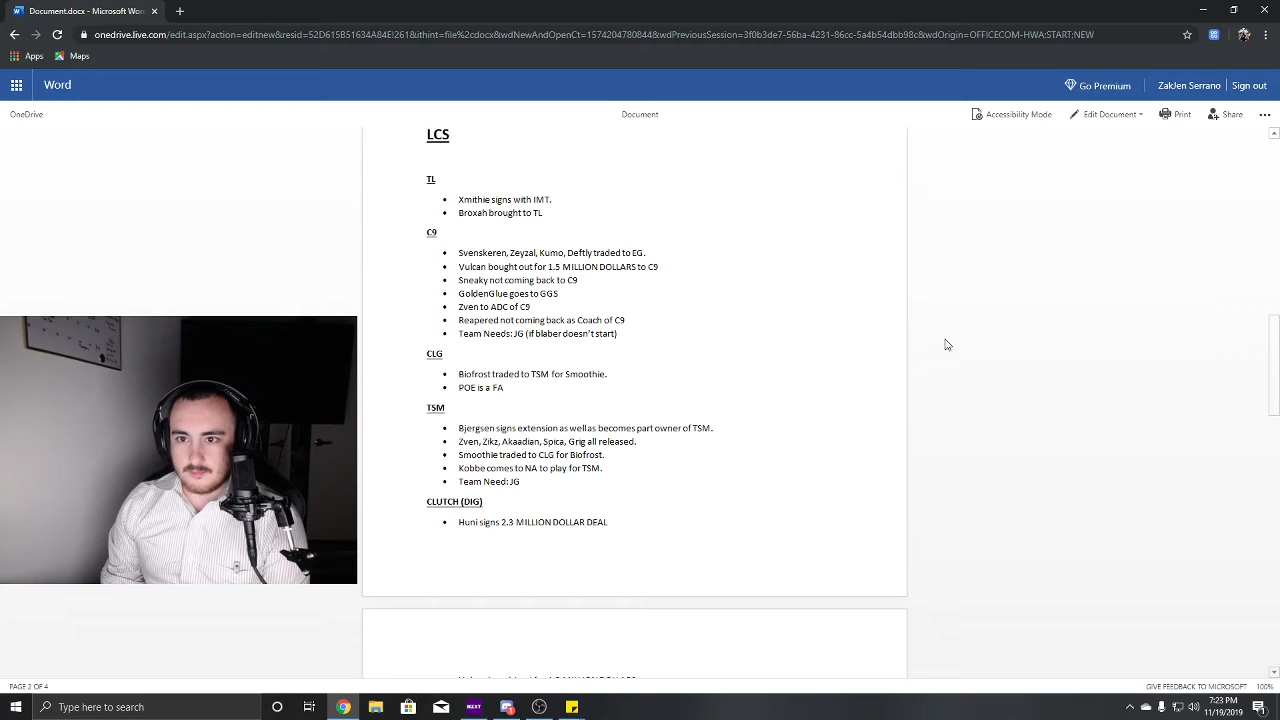 Document.docx - Microsoft Wor
onedrive.live.com/edit.aspx?action=editnew&resid=52D615B51634A84E!261&ithint=file%2cdocx&wdNewAndOpenCt=1574204780844&wdPreviousSession=3f0b3de7-56ba-4231-86cc-5a4b54dbb98c&wdOrigin=OFFICECOM-HWA:START;NEW
Apps
Maps
Word
Go Premium
ZakJen Serrano
Sign out
OneDrive
Document
Accessibility Mode
Edit Document
Print
Share
LCS
TL
• Xmithie signs with IMT.
• Broxah brought to TL
C9
• Svenskeren, Zeyzal, Kumo, Deftly traded to EG.
• Vulcan bought out for 1.5 MILLION DOLLARS to C9
• Sneaky not coming back to C9
• GoldenGlue goes to GGS
• Zven to ADC of C9
• Reapered not coming back as Coach of C9
• Team Needs: JG (if blaber doesn't start)
CLG
• Biofrost traded to TSM for Smoothie.
• POE is a FA
TSM
• Bjergsen signs extension as well as becomes part owner of TSM.
• Zven, Zikz, Akaadian, Spica, Grig all released.
• Smoothie traded to CLG for Biofrost.
• Kobbe comes to NA to play for TSM.
• Team Need: JG
CLUTCH (DIG)
• Huni signs 2.3 MILLION DOLLAR DEAL
PAGE 2 OF 4
GIVE FEEDBACK TO MICROSOFT
100%
Type here to search
7:23 PM
11/19/2019